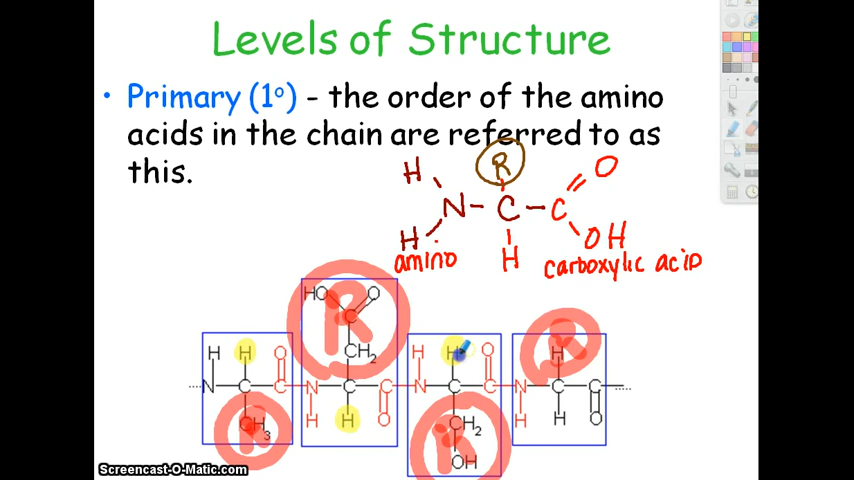 Levels of Structure
• Primary (1°) - the order of the amino
acids in the chain are referred to as
this.
H R O
N - C - C
H H OH
amino carboxylic acid
HO O
R
H H O CH₂ H H O H R
N C C N C C N C C N C C
CH₃ H H O CH₂ H H O
R R
OH
Screencast-O-Matic.com